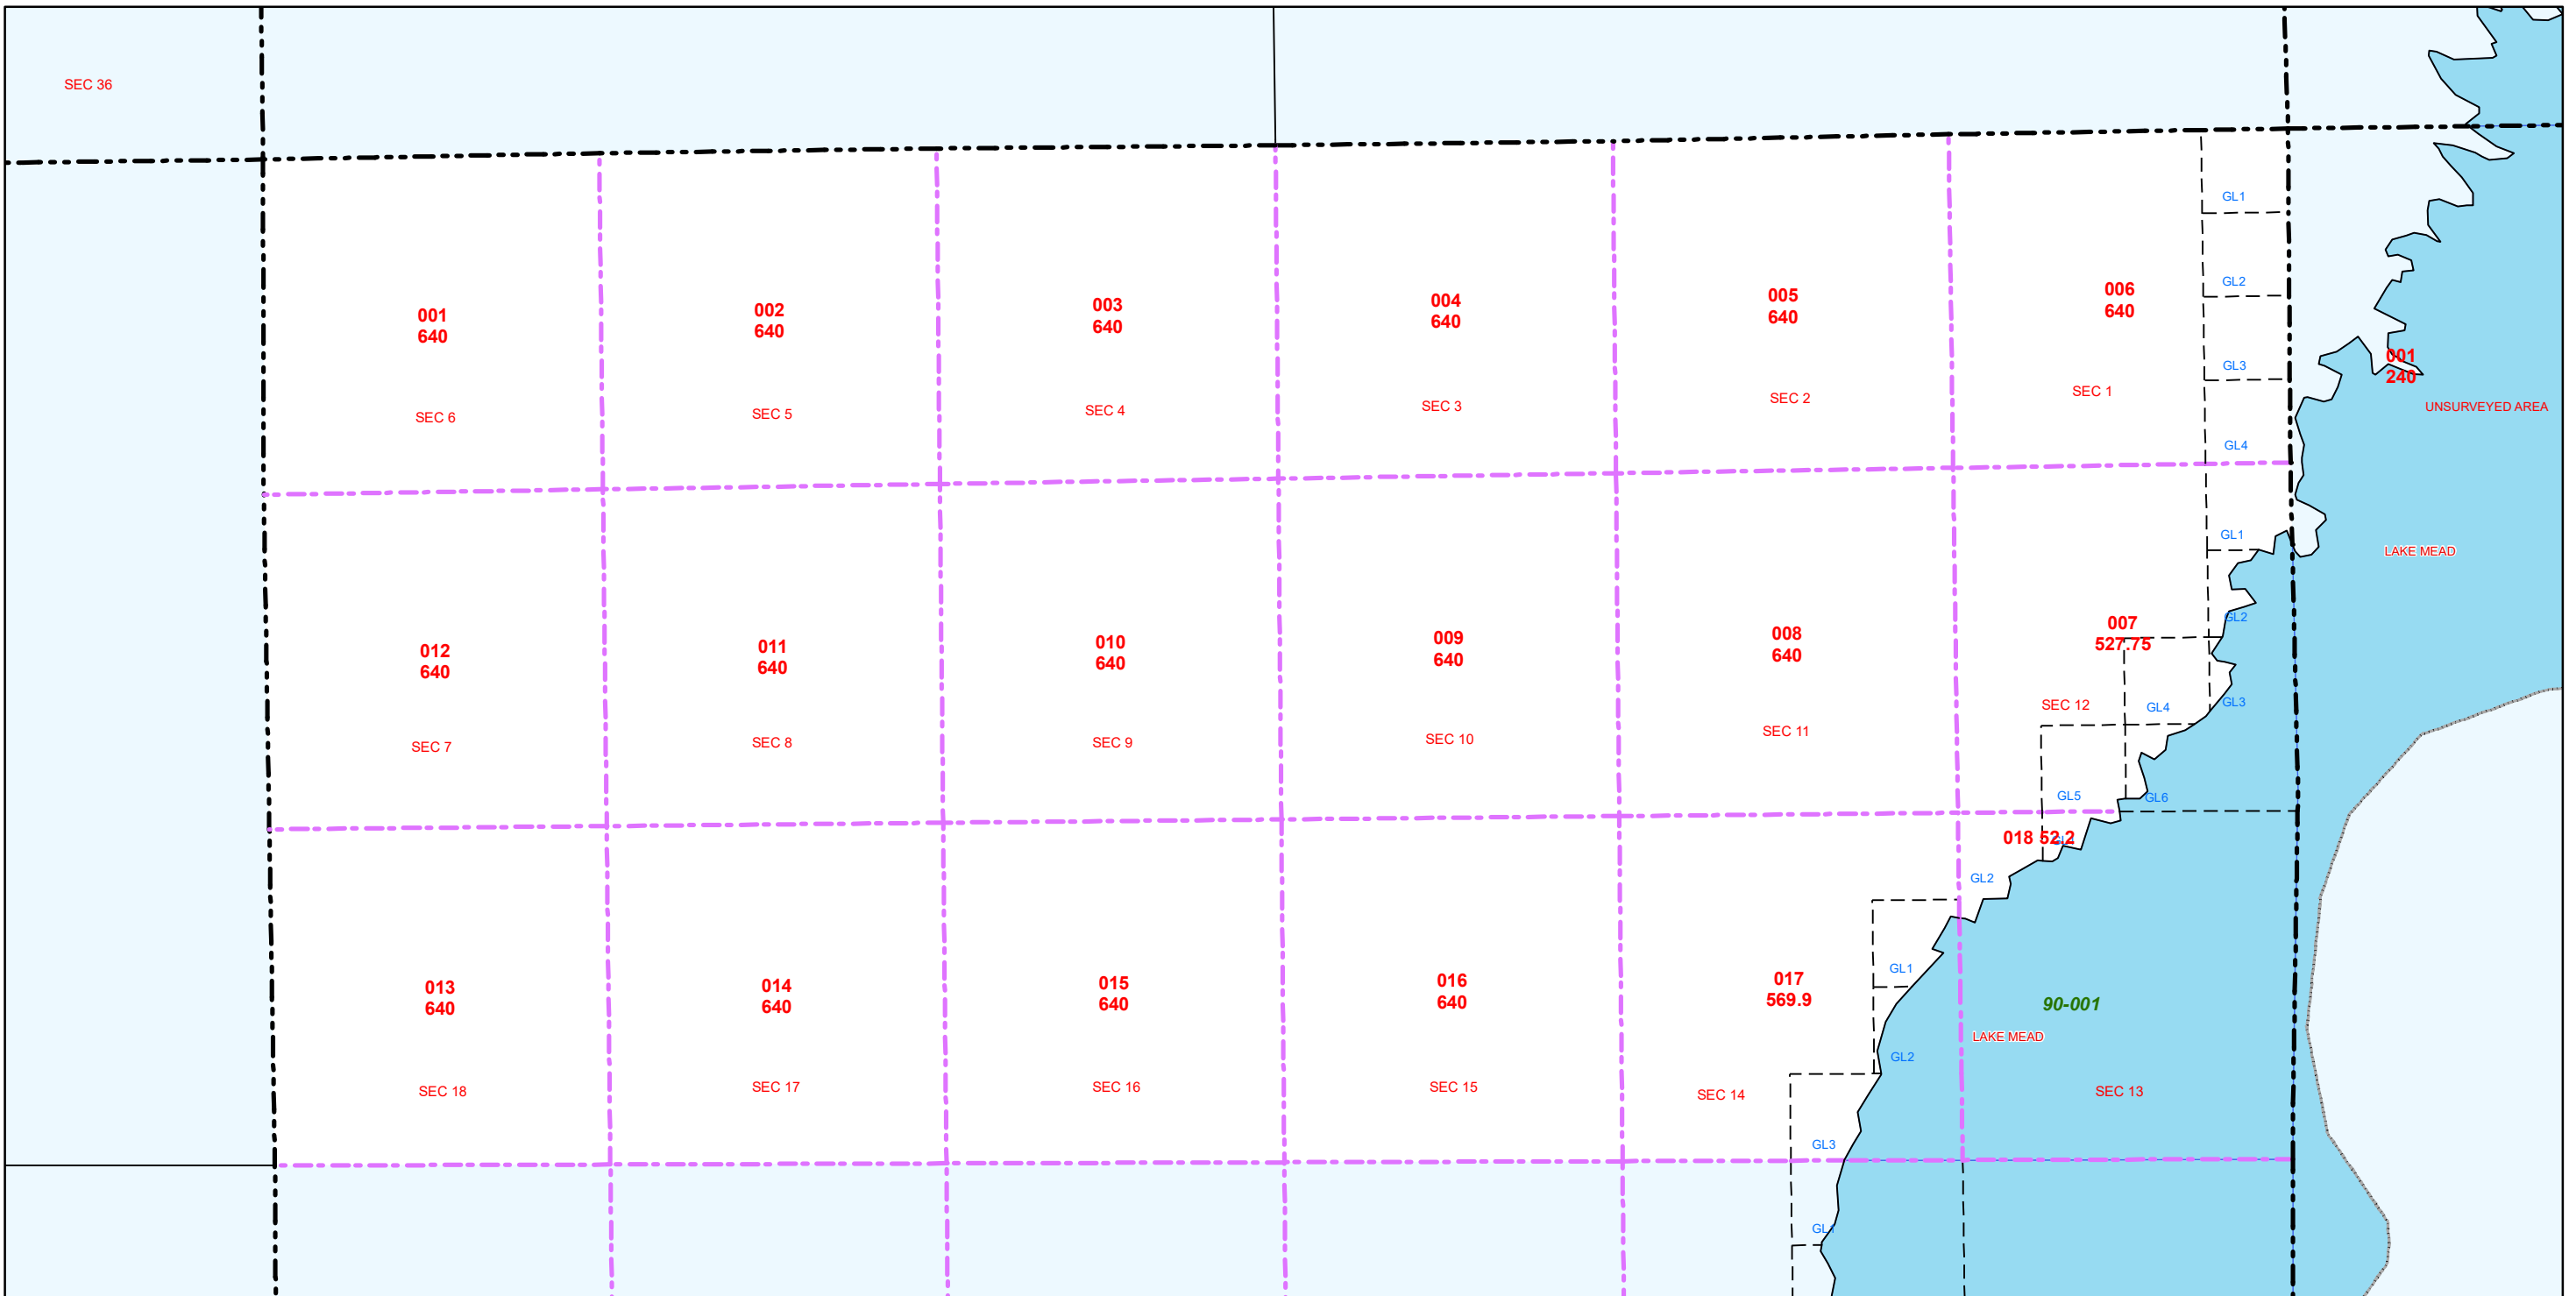 SEC 36
GL1
GL2
GL3
GL4
001
640
SEC 6
002
640
SEC 5
003
640
SEC 4
004
640
SEC 3
005
640
SEC 2
006
640
SEC 1
001
240
UNSURVEYED AREA
LAKE MEAD
GL1
GL2
GL3
GL4
GL5
GL6
012
640
SEC 7
011
640
SEC 8
010
640
SEC 9
009
640
SEC 10
008
640
SEC 11
007
527.75
SEC 12
018 52.2
GL2
013
640
SEC 18
014
640
SEC 17
015
640
SEC 16
016
640
SEC 15
017
569.9
SEC 14
GL1
GL2
GL3
90-001
LAKE MEAD
SEC 13